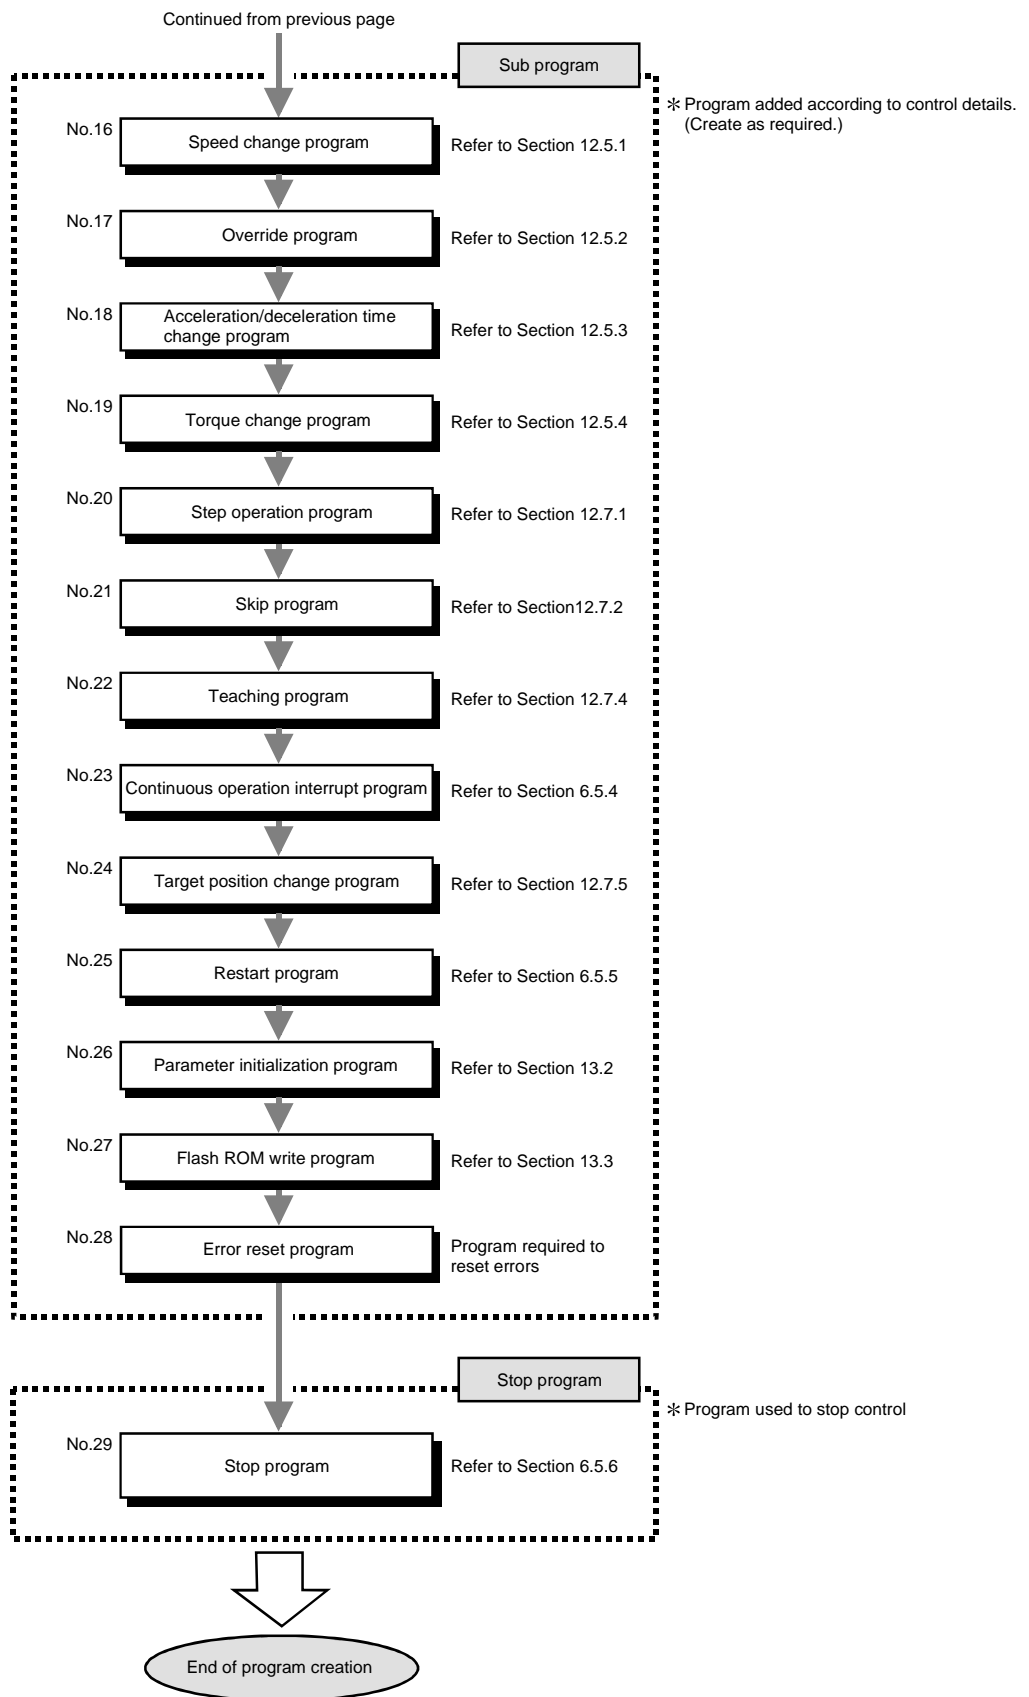 Continued from previous page
Sub program
✳ Program added according to control details.
(Create as required.)
No.16
Speed change program
Refer to Section 12.5.1
No.17
Override program
Refer to Section 12.5.2
No.18
Acceleration/deceleration time
change program
Refer to Section 12.5.3
No.19
Torque change program
Refer to Section 12.5.4
No.20
Step operation program
Refer to Section 12.7.1
No.21
Skip program
Refer to Section12.7.2
No.22
Teaching program
Refer to Section 12.7.4
No.23
Continuous operation interrupt program
Refer to Section 6.5.4
No.24
Target position change program
Refer to Section 12.7.5
No.25
Restart program
Refer to Section 6.5.5
No.26
Parameter initialization program
Refer to Section 13.2
No.27
Flash ROM write program
Refer to Section 13.3
No.28
Error reset program
Program required to
reset errors
Stop program
✳ Program used to stop control
No.29
Stop program
Refer to Section 6.5.6
End of program creation